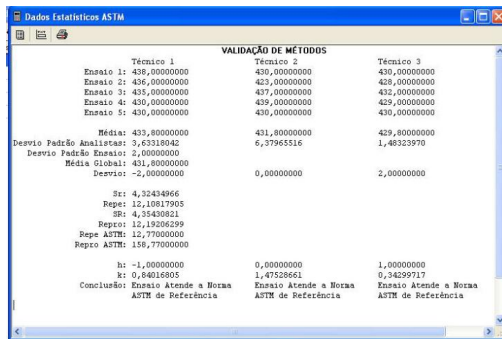 Dados Estatísticos ASTM
VALIDAÇÃO DE MÉTODOS
Técnico 1 Técnico 2 Técnico 3
Ensaio 1: 438,00000000 430,00000000 430,00000000
Ensaio 2: 436,00000000 423,00000000 428,00000000
Ensaio 3: 435,00000000 437,00000000 432,00000000
Ensaio 4: 430,00000000 439,00000000 429,00000000
Ensaio 5: 430,00000000 430,00000000 430,00000000
Média: 433,80000000 431,80000000 429,80000000
Desvio Padrão Analistas: 3,63318042 6,37965516 1,48323970
Desvio Padrão Ensaio: 2,00000000
Média Global: 431,80000000
Desvio: -2,00000000 0,00000000 2,00000000
Sr: 4,32434966
Repe: 12,10817905
SR: 4,35430821
Repro: 12,19206299
Repe ASTM: 12,77000000
Repro ASTM: 158,77000000
h: -1,00000000 0,00000000 1,00000000
k: 0,84016805 1,47528661 0,34299717
Conclusão: Ensaio Atende a Norma Ensaio Atende a Norma Ensaio Atende a Norma
ASTM de Referência ASTM de Referência ASTM de Referência